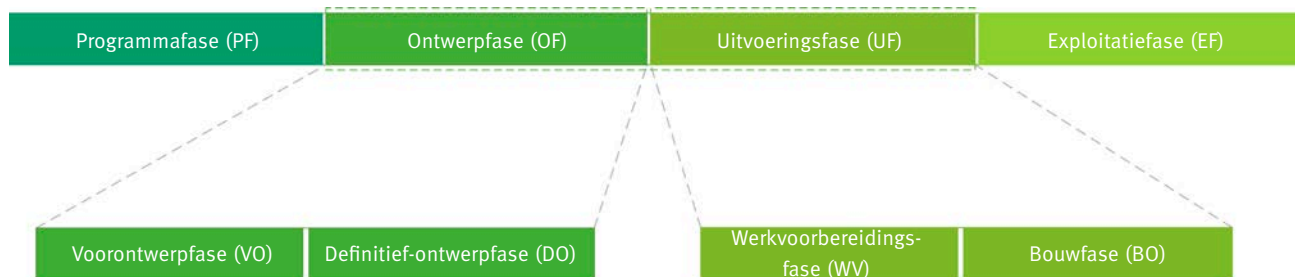 Programmafase (PF)
Ontwerpfase (OF)
Uitvoeringsfase (UF)
Exploitatiefase (EF)
Voorontwerpfase (VO)
Definitief-ontwerpfase (DO)
Werkvoorbereidings-
fase (WV)
Bouwfase (BO)